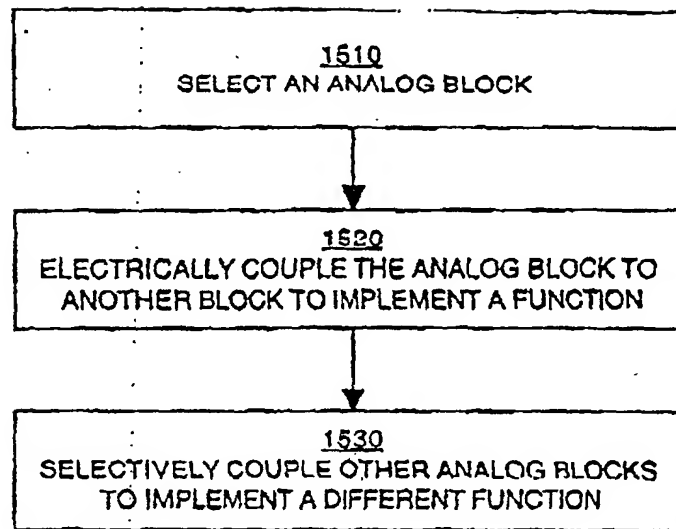 1510
SELECT AN ANALOG BLOCK
1520
ELECTRICALLY COUPLE THE ANALOG BLOCK TO
ANOTHER BLOCK TO IMPLEMENT A FUNCTION
1530
SELECTIVELY COUPLE OTHER ANALOG BLOCKS
TO IMPLEMENT A DIFFERENT FUNCTION